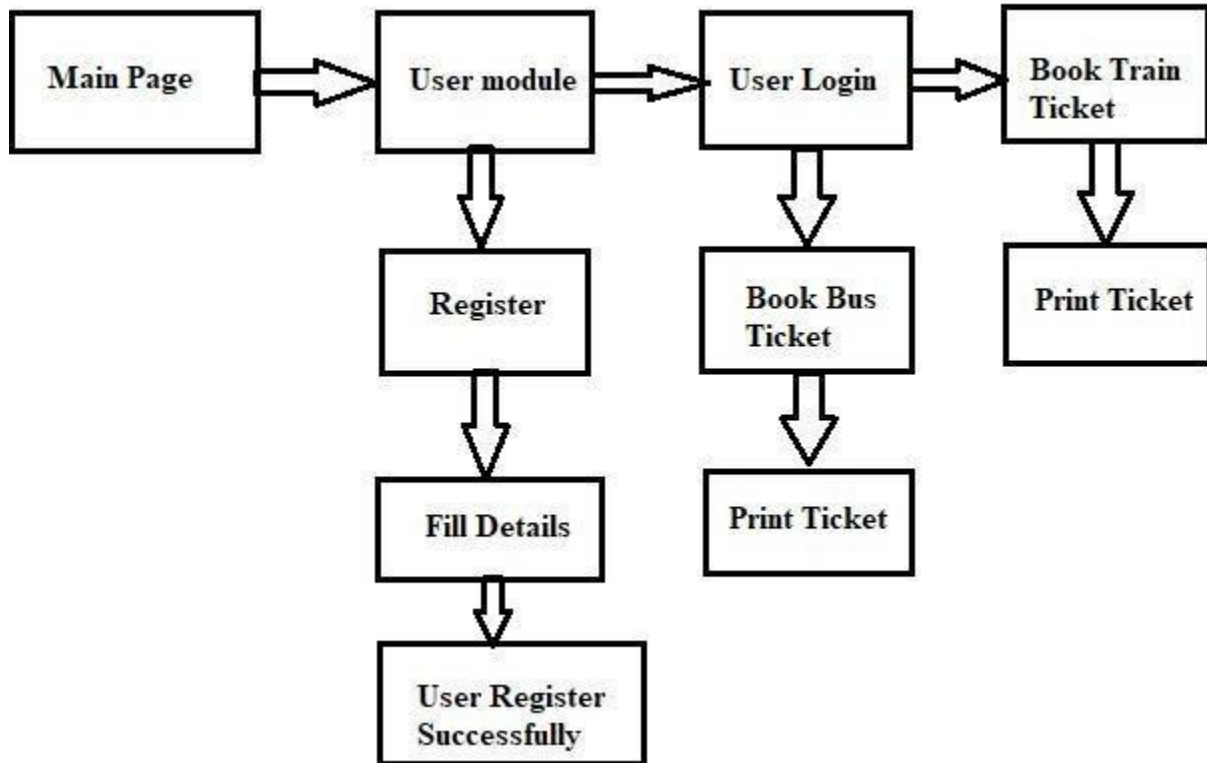 Main Page
User module
User Login
Book Train
Ticket
Register
Book Bus
Ticket
Print Ticket
Fill Details
Print Ticket
User Register
Successfully